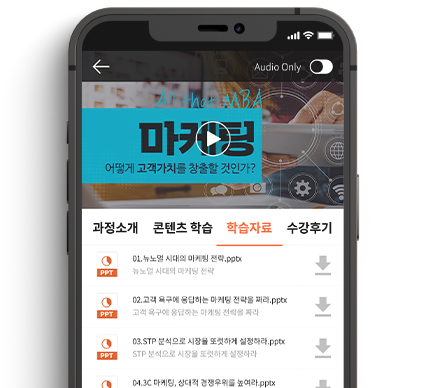 Audio Only
all that MBA
마케팅
어떻게 고객가치를 창출할 것인가?
과정소개 콘텐츠 학습 학습자료 수강후기
01.뉴노멀 시대의 마케팅 전략.pptx
뉴노멀 시대의 마케팅 전략
PPT
02.고객 욕구에 응답하는 마케팅 전략을 짜라.pptx
고객 욕구에 응답하는 마케팅 전략을 짜라
PPT
03.STP 분석으로 시장을 또렷하게 설정하라.pptx
STP 분석으로 시장을 또렷하게 설정하라
PPT
04.3C 마케팅, 상대적 경쟁우위를 높여라.pptx